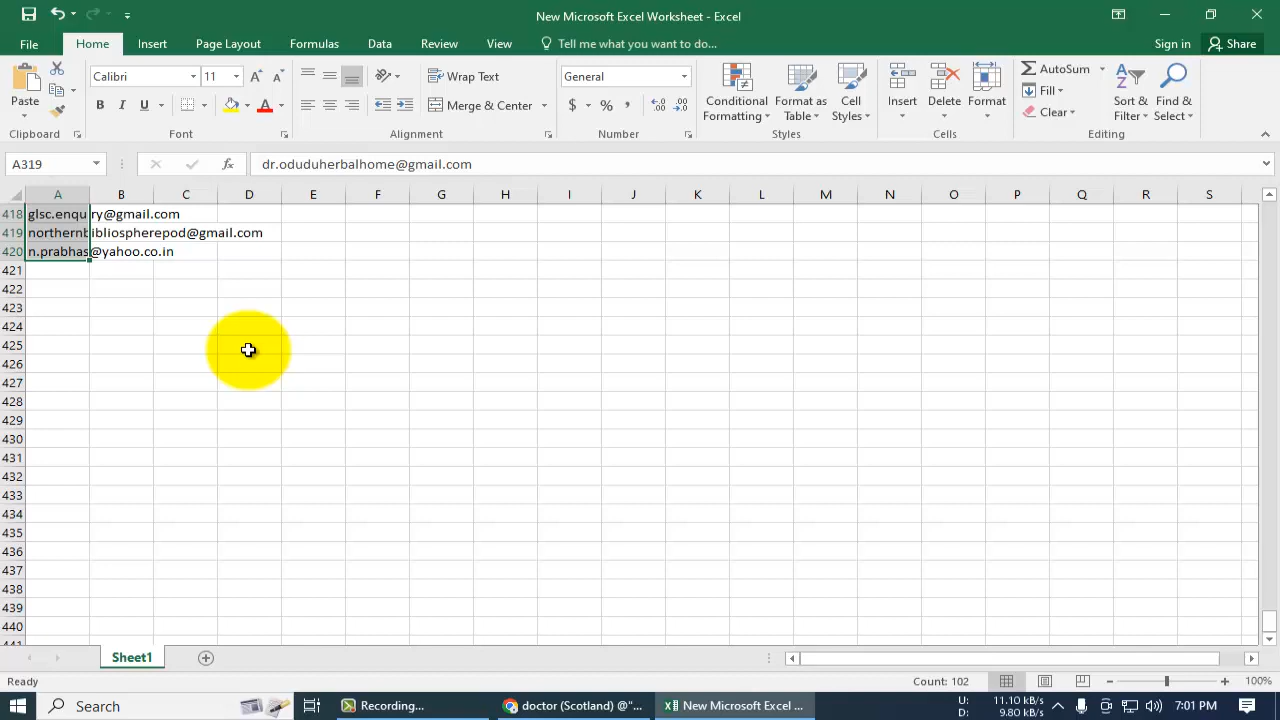 New Microsoft Excel Worksheet - Excel
File Home Insert Page Layout Formulas Data Review View Tell me what you want to do... Sign in Share
Calibri 11 Wrap Text General AutoSum
Fill
Paste B I U Merge & Center $ % , Conditional Formatting Format as Table Cell Styles Insert Delete Format Clear Sort & Filter Find & Select
Clipboard Font Alignment Number Styles Cells Editing
A319 fx dr.oduduherbalhome@gmail.com
A B C D E F G H I J K L M N O P Q R S
418 glsc.enquiry@gmail.com
419 northernbibliospherepod@gmail.com
420 n.prabhas@yahoo.co.in
421
422
423
424
425
426
427
428
429
430
431
432
433
434
435
436
437
438
439
440
441
Sheet1
Ready Count: 102 100%
Search Recording... doctor (Scotland) @"... New Microsoft Excel ... U: 11.10 kB/s 7:01 PM
D: 9.80 kB/s